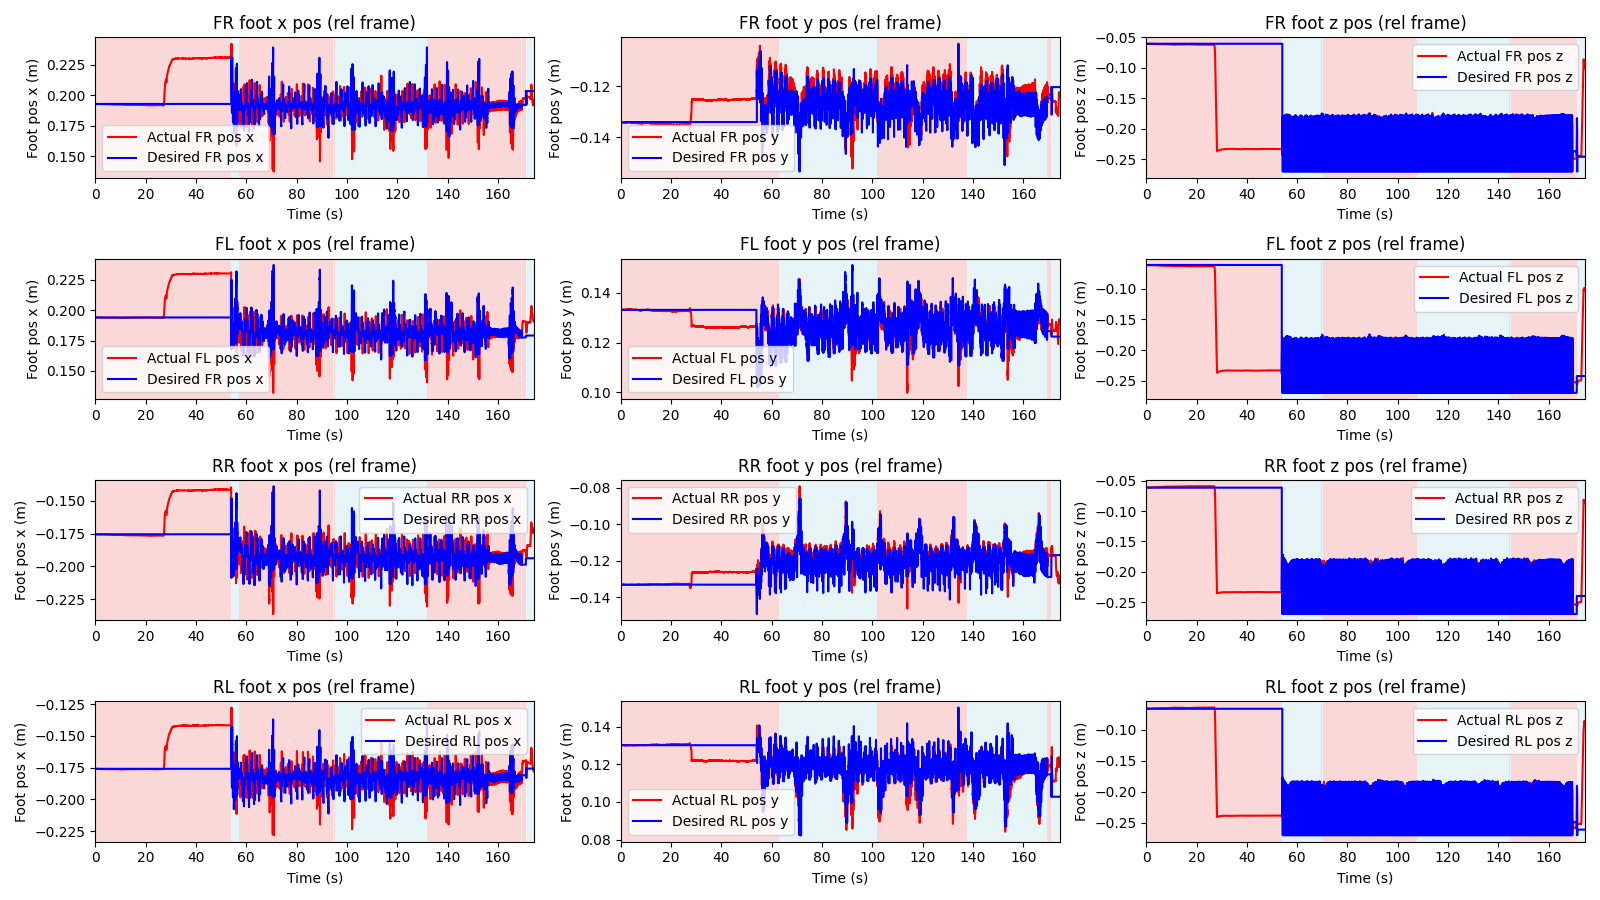 FR foot x pos (rel frame)
Foot pos x (m)
0.225
0.200
0.175
0.150
Actual FR pos x
Desired FR pos x
0 20 40 60 80 100 120 140 160
Time (s)
FR foot y pos (rel frame)
Foot pos y (m)
−0.12
−0.14
Actual FR pos y
Desired FR pos y
0 20 40 60 80 100 120 140 160
Time (s)
FR foot z pos (rel frame)
Foot pos z (m)
−0.05
−0.10
−0.15
−0.20
−0.25
Actual FR pos z
Desired FR pos z
0 20 40 60 80 100 120 140 160
Time (s)
FL foot x pos (rel frame)
Foot pos x (m)
0.225
0.200
0.175
0.150
Actual FL pos x
Desired FR pos x
0 20 40 60 80 100 120 140 160
Time (s)
FL foot y pos (rel frame)
Foot pos y (m)
0.14
0.12
0.10
Actual FL pos y
Desired FL pos y
0 20 40 60 80 100 120 140 160
Time (s)
FL foot z pos (rel frame)
Foot pos z (m)
−0.10
−0.15
−0.20
−0.25
Actual FL pos z
Desired FL pos z
0 20 40 60 80 100 120 140 160
Time (s)
RR foot x pos (rel frame)
Foot pos x (m)
−0.150
−0.175
−0.200
−0.225
Actual RR pos x
Desired RR pos x
0 20 40 60 80 100 120 140 160
Time (s)
RR foot y pos (rel frame)
Foot pos y (m)
−0.08
−0.10
−0.12
−0.14
Actual RR pos y
Desired RR pos y
0 20 40 60 80 100 120 140 160
Time (s)
RR foot z pos (rel frame)
Foot pos z (m)
−0.05
−0.10
−0.15
−0.20
−0.25
Actual RR pos z
Desired RR pos z
0 20 40 60 80 100 120 140 160
Time (s)
RL foot x pos (rel frame)
Foot pos x (m)
−0.125
−0.150
−0.175
−0.200
−0.225
Actual RL pos x
Desired RL pos x
0 20 40 60 80 100 120 140 160
Time (s)
RL foot y pos (rel frame)
Foot pos y (m)
0.14
0.12
0.10
0.08
Actual RL pos y
Desired RL pos y
0 20 40 60 80 100 120 140 160
Time (s)
RL foot z pos (rel frame)
Foot pos z (m)
−0.10
−0.15
−0.20
−0.25
Actual RL pos z
Desired RL pos z
0 20 40 60 80 100 120 140 160
Time (s)